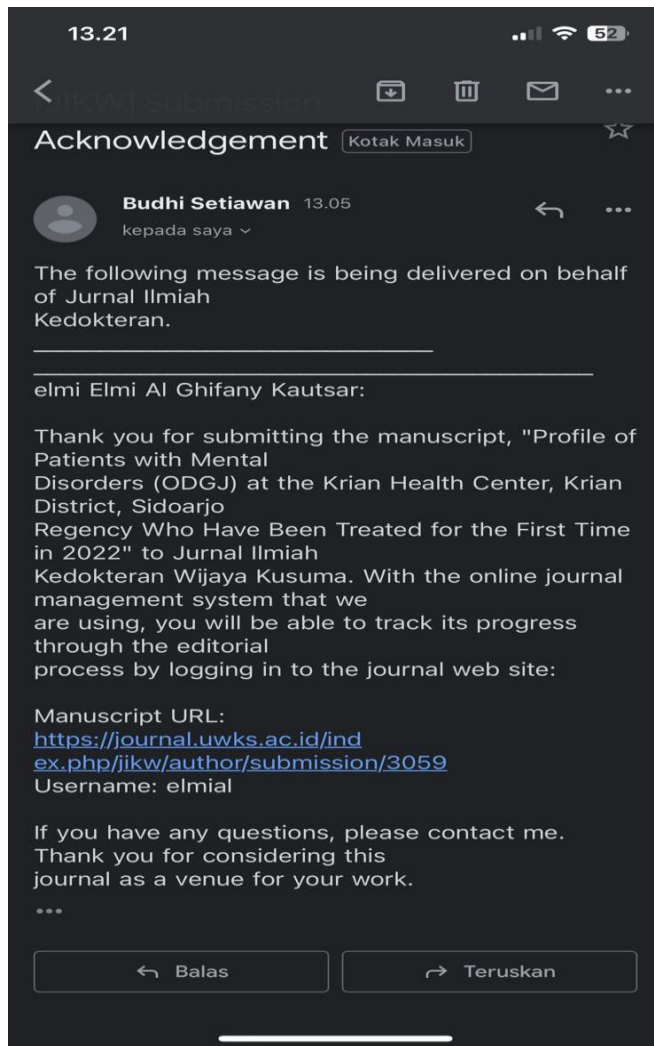 13.21
52
[JIKW] Submission
Acknowledgement Kotak Masuk
Budhi Setiawan 13.05
kepada saya
The following message is being delivered on behalf
of Jurnal Ilmiah
Kedokteran.
elmi Elmi Al Ghifany Kautsar:
Thank you for submitting the manuscript, "Profile of
Patients with Mental
Disorders (ODGJ) at the Krian Health Center, Krian
District, Sidoarjo
Regency Who Have Been Treated for the First Time
in 2022" to Jurnal Ilmiah
Kedokteran Wijaya Kusuma. With the online journal
management system that we
are using, you will be able to track its progress
through the editorial
process by logging in to the journal web site:
Manuscript URL:
https://journal.uwks.ac.id/ind
ex.php/jikw/author/submission/3059
Username: elmial
If you have any questions, please contact me.
Thank you for considering this
journal as a venue for your work.
Balas
Teruskan